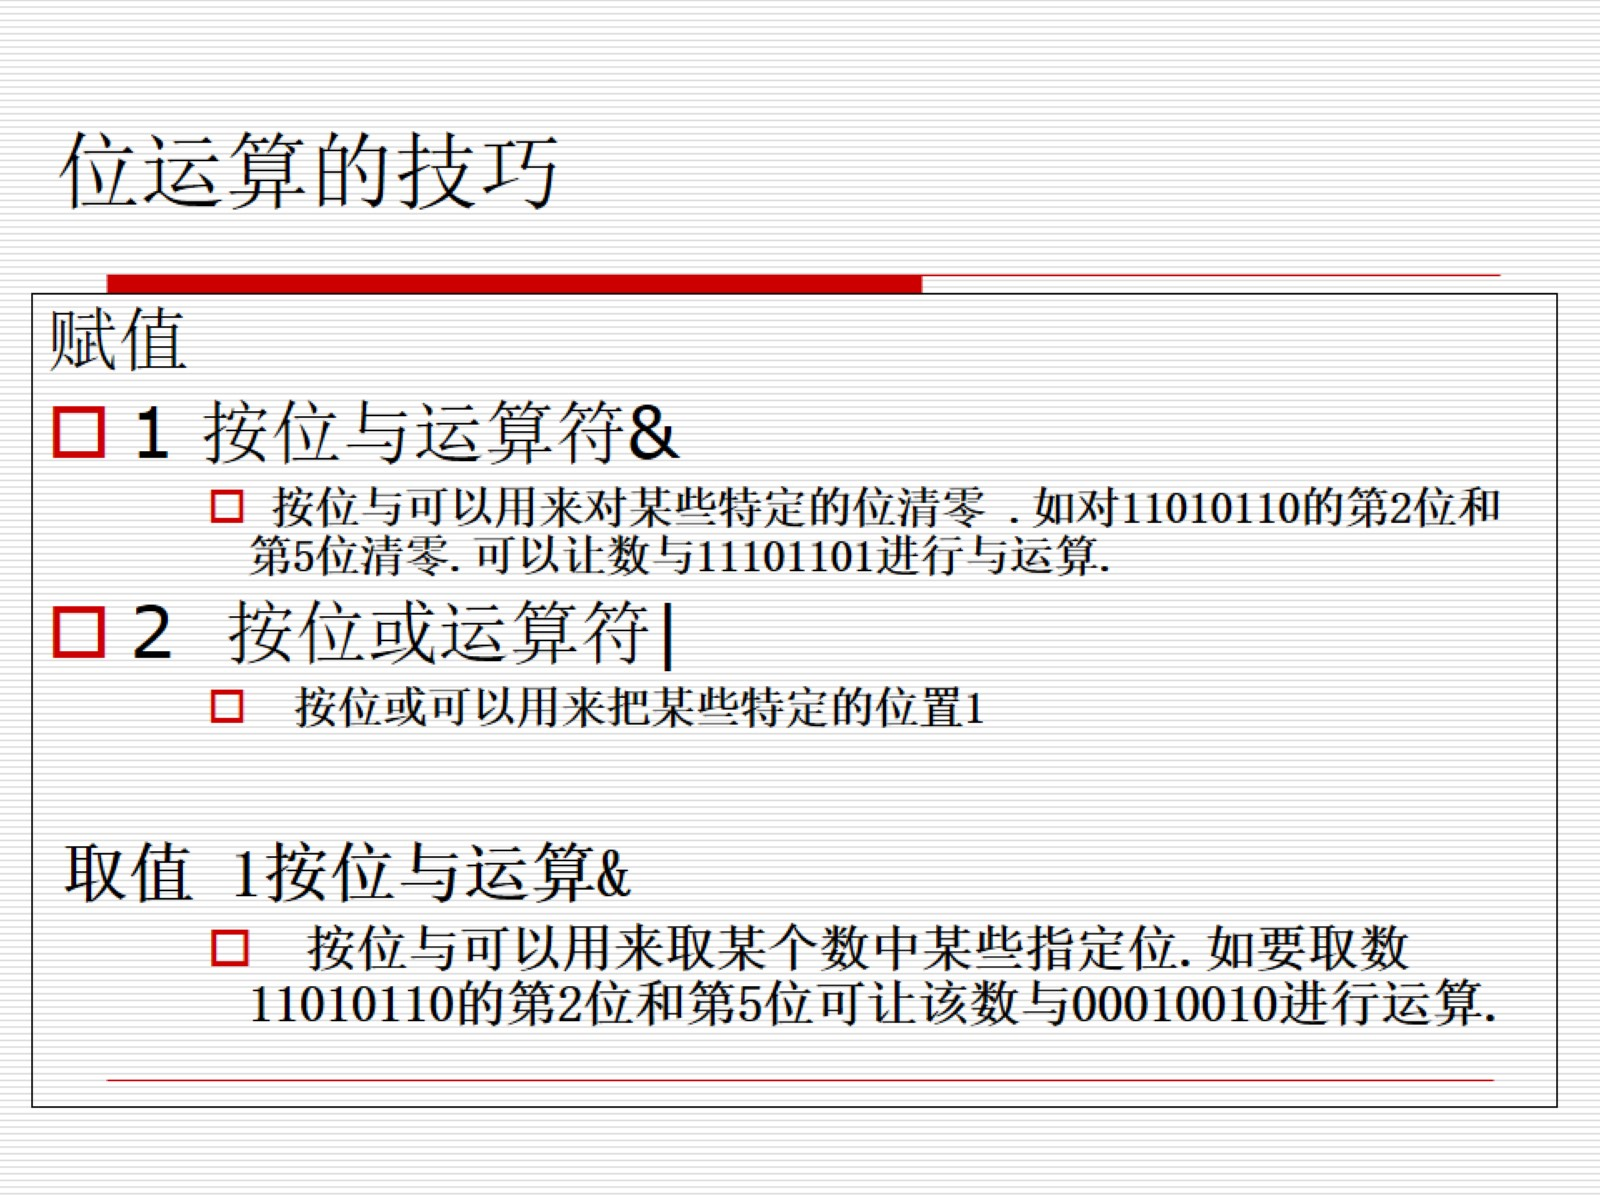 位运算的技巧
赋值
1 按位与运算符&
按位与可以用来对某些特定的位清零 .如对11010110的第2位和
第5位清零.可以让数与11101101进行与运算.
2 按位或运算符|
按位或可以用来把某些特定的位置1
取值 1按位与运算&
按位与可以用来取某个数中某些指定位.如要取数
11010110的第2位和第5位可让该数与00010010进行运算.